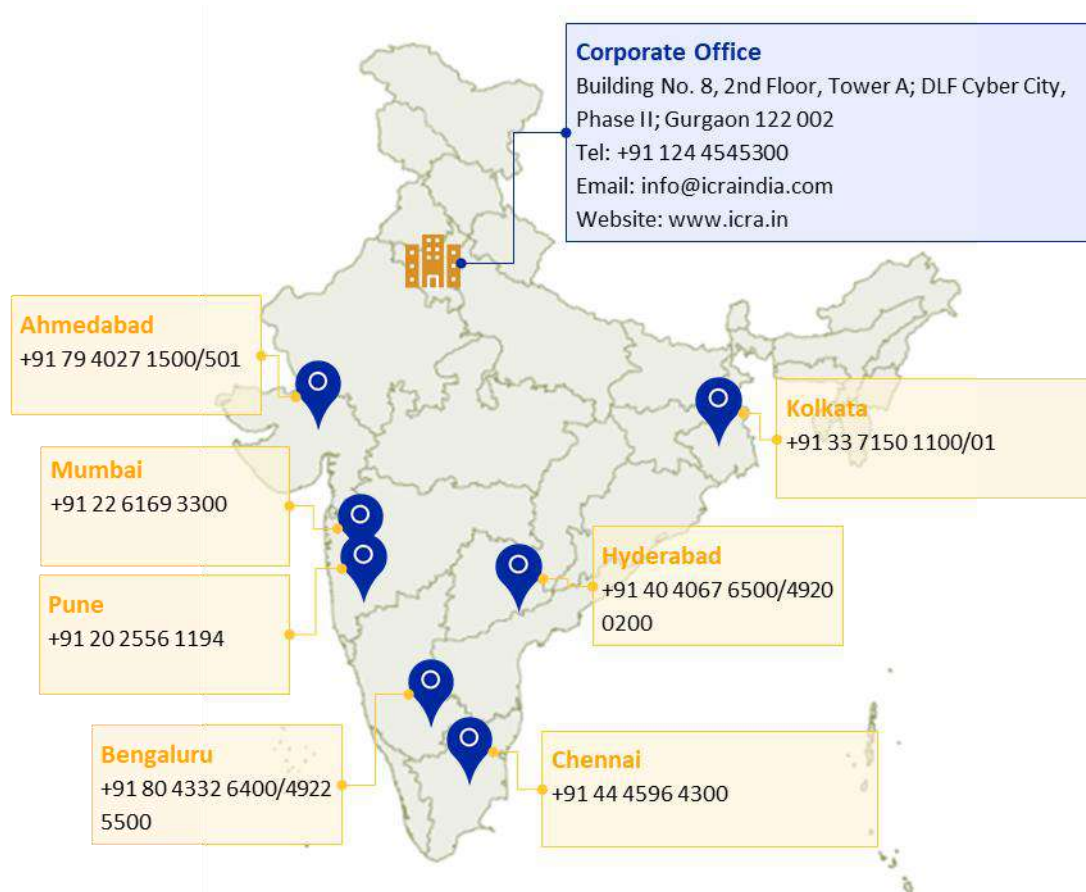 Corporate Office
Building No. 8, 2nd Floor, Tower A; DLF Cyber City,
Phase II; Gurgaon 122 002
Tel: +91 124 4545300
Email: info@icraindia.com
Website: www.icra.in
Ahmedabad
+91 79 4027 1500/501
Kolkata
+91 33 7150 1100/01
Mumbai
+91 22 6169 3300
Hyderabad
+91 40 4067 6500/4920
0200
Pune
+91 20 2556 1194
Bengaluru
+91 80 4332 6400/4922
5500
Chennai
+91 44 4596 4300